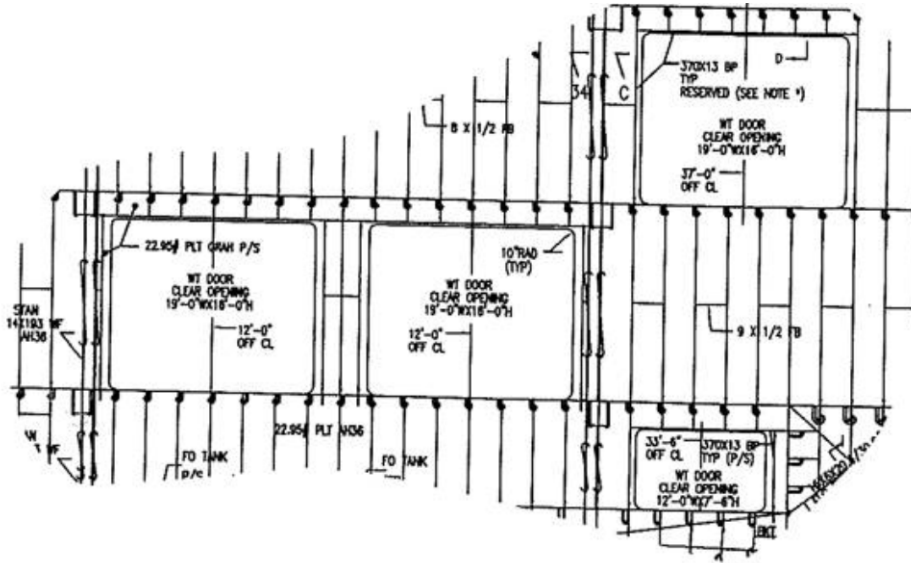 D
370X13 BP
TYP
RESERVED (SEE NOTE *)
34
C
8 X 1/2 FB
WT DOOR
CLEAR OPENING
19'-0"WX16'-0"H
37'-0"
OFF CL
22.95# PLT GRAH P/S
10"RAD
(TYP)
WT DOOR
CLEAR OPENING
19'-0"WX16'-0"H
12'-0"
OFF CL
WT DOOR
CLEAR OPENING
19'-0"WX16'-0"H
12'-0"
OFF CL
STAN
14X193 WF
AH36
9 X 1/2 FB
22.95# PLT AH36
FO TANK
P/S
FO TANK
33'-6"
OFF CL
370X13 BP
TYP (P/S)
WT DOOR
CLEAR OPENING
12'-0"WX7'-6"H
WF
BKT